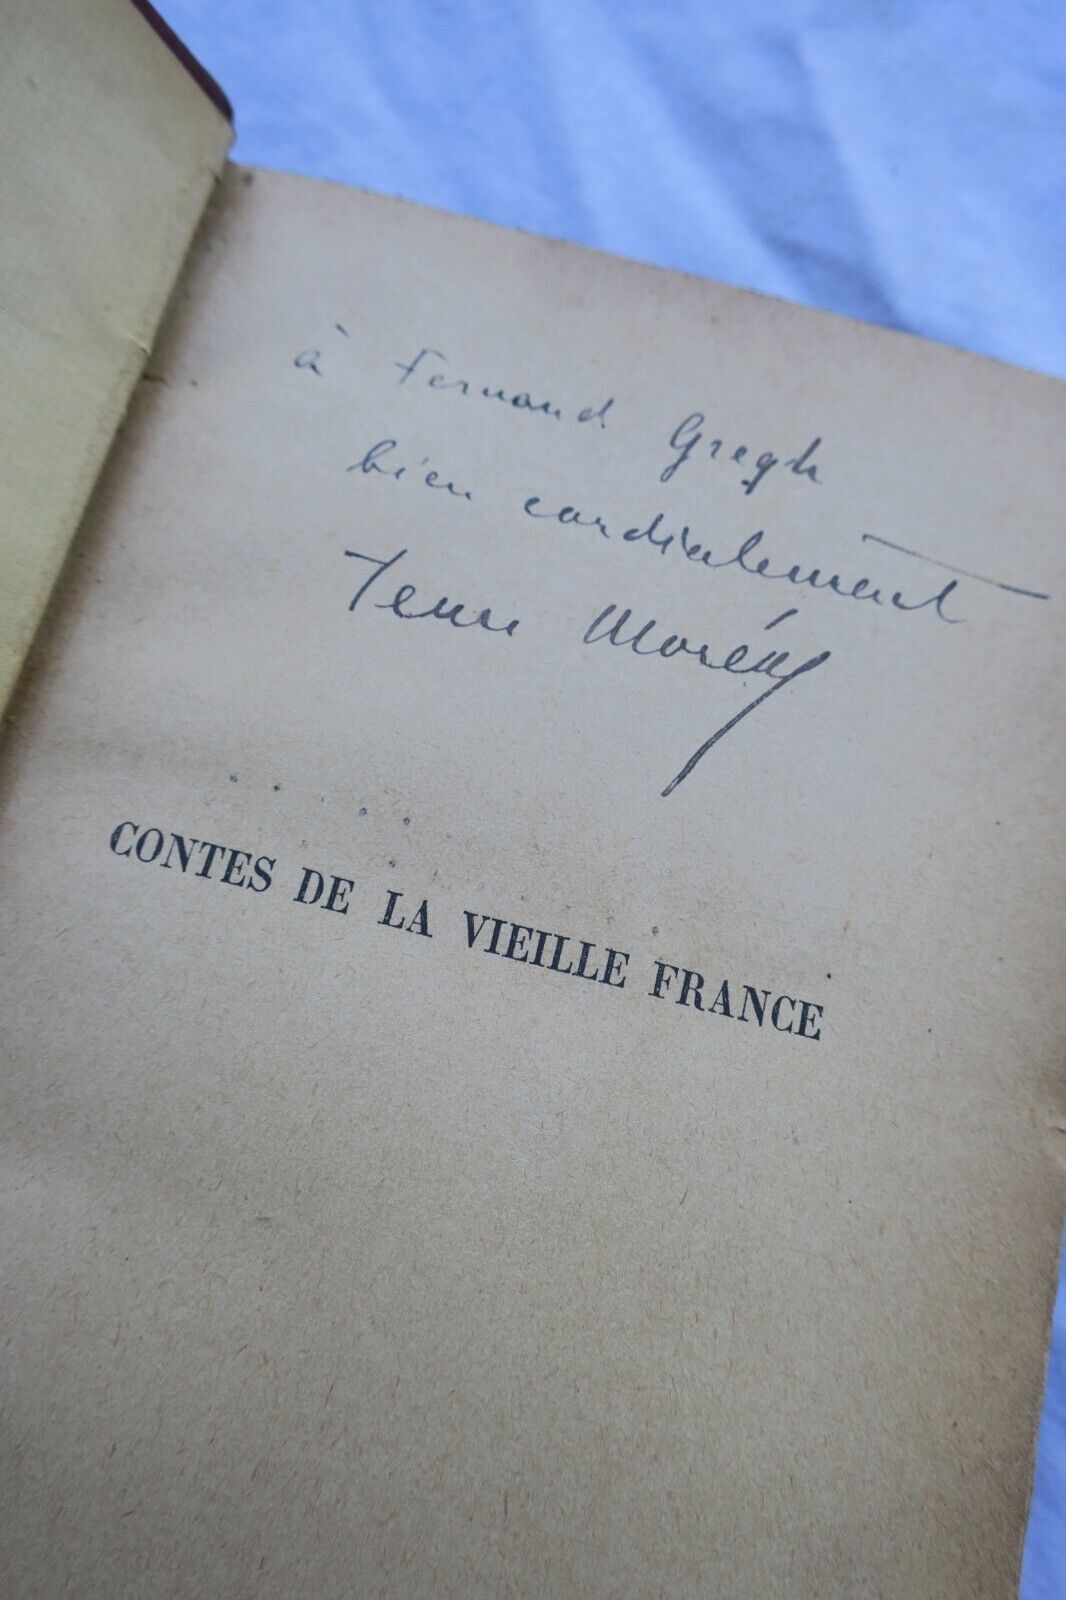 à Fernand Gregh
bien cordialement
Jean Moréas
CONTES DE LA VIEILLE FRANCE